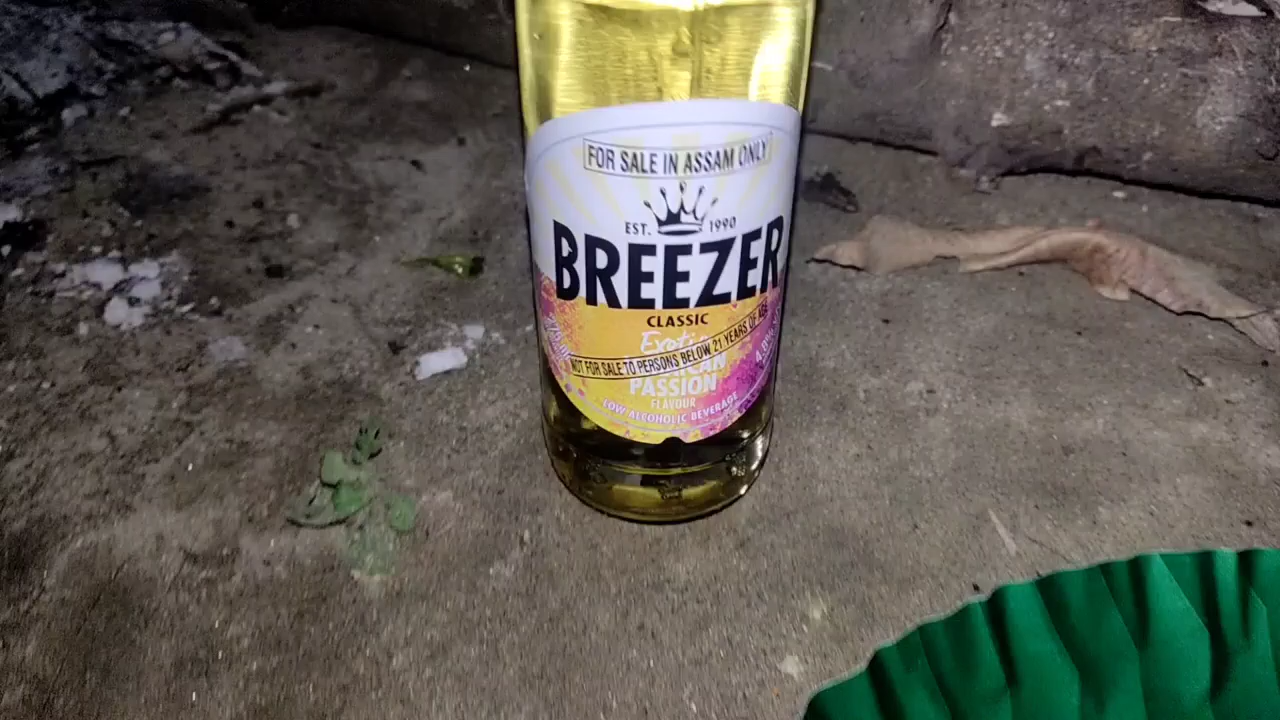 FOR SALE IN ASSAM ONLY
EST. 1990
BREEZER
CLASSIC
Exotic
NOT FOR SALE TO PERSONS BELOW 21 YEARS OF AGE
PASSION
FLAVOUR
LOW ALCOHOLIC BEVERAGE